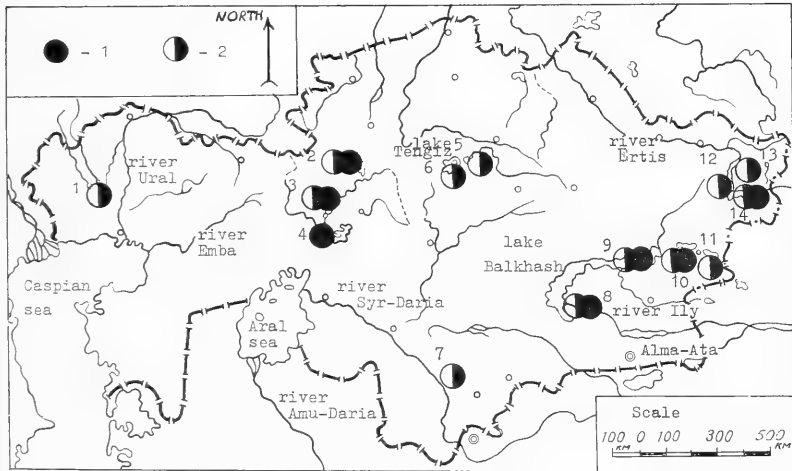 NORTH
- 1
- 2
river
Ural
1
2
3
4
lake
Tengiz
5
6
river
Ertis
12
13
14
river
Emba
lake
Balkhash
9
10
11
8
river Ily
Caspian
sea
river
Syr-Daria
Aral
sea
7
Alma-Ata
river
Amu-Daria
Scale
100 0 100 300 500
KM KM